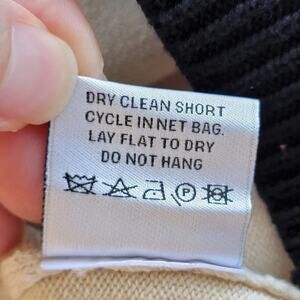 DRY CLEAN SHORT
CYCLE IN NET BAG.
LAY FLAT TO DRY
DO NOT HANG
P